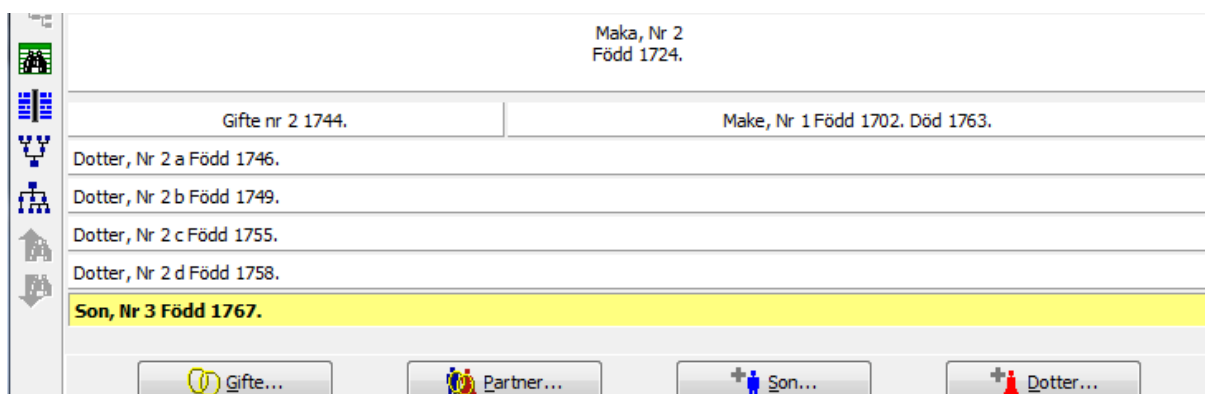 Maka, Nr 2
Född 1724.
Gifte nr 2 1744.
Make, Nr 1 Född 1702. Död 1763.
Dotter, Nr 2 a Född 1746.
Dotter, Nr 2 b Född 1749.
Dotter, Nr 2 c Född 1755.
Dotter, Nr 2 d Född 1758.
Son, Nr 3 Född 1767.
Gifte... Partner... Son... Dotter...